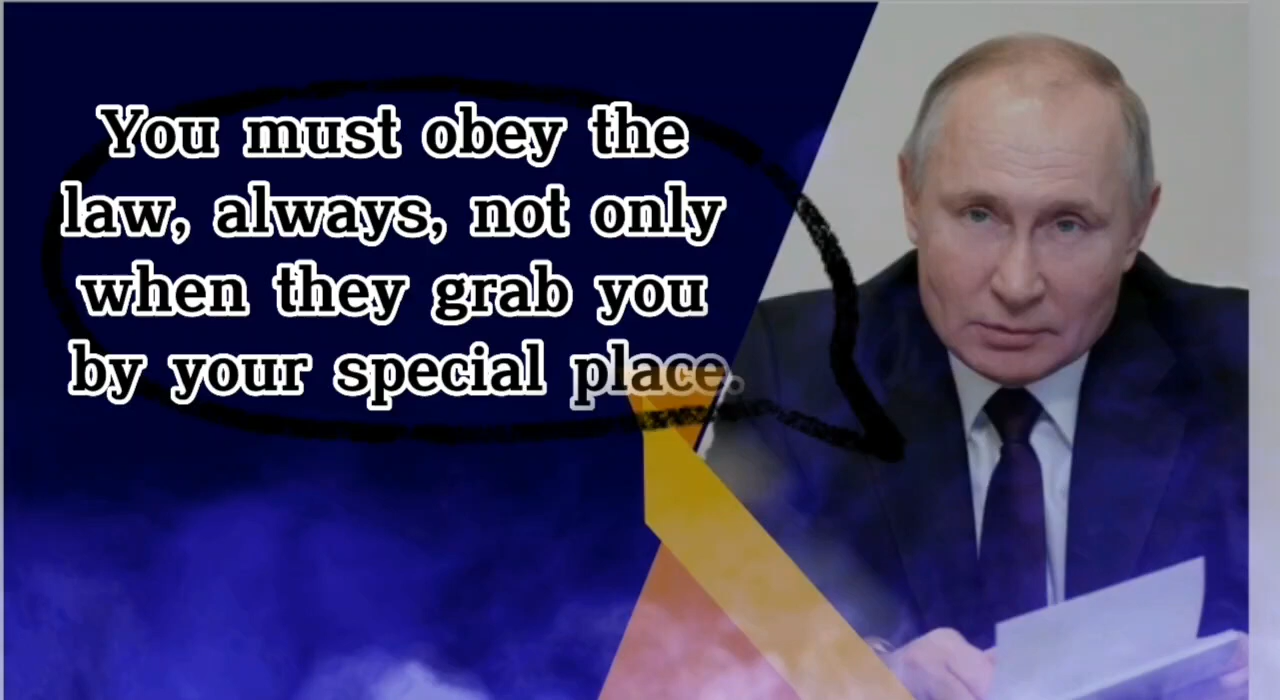 You must obey the
law, always, not only
when they grab you
by your special place.